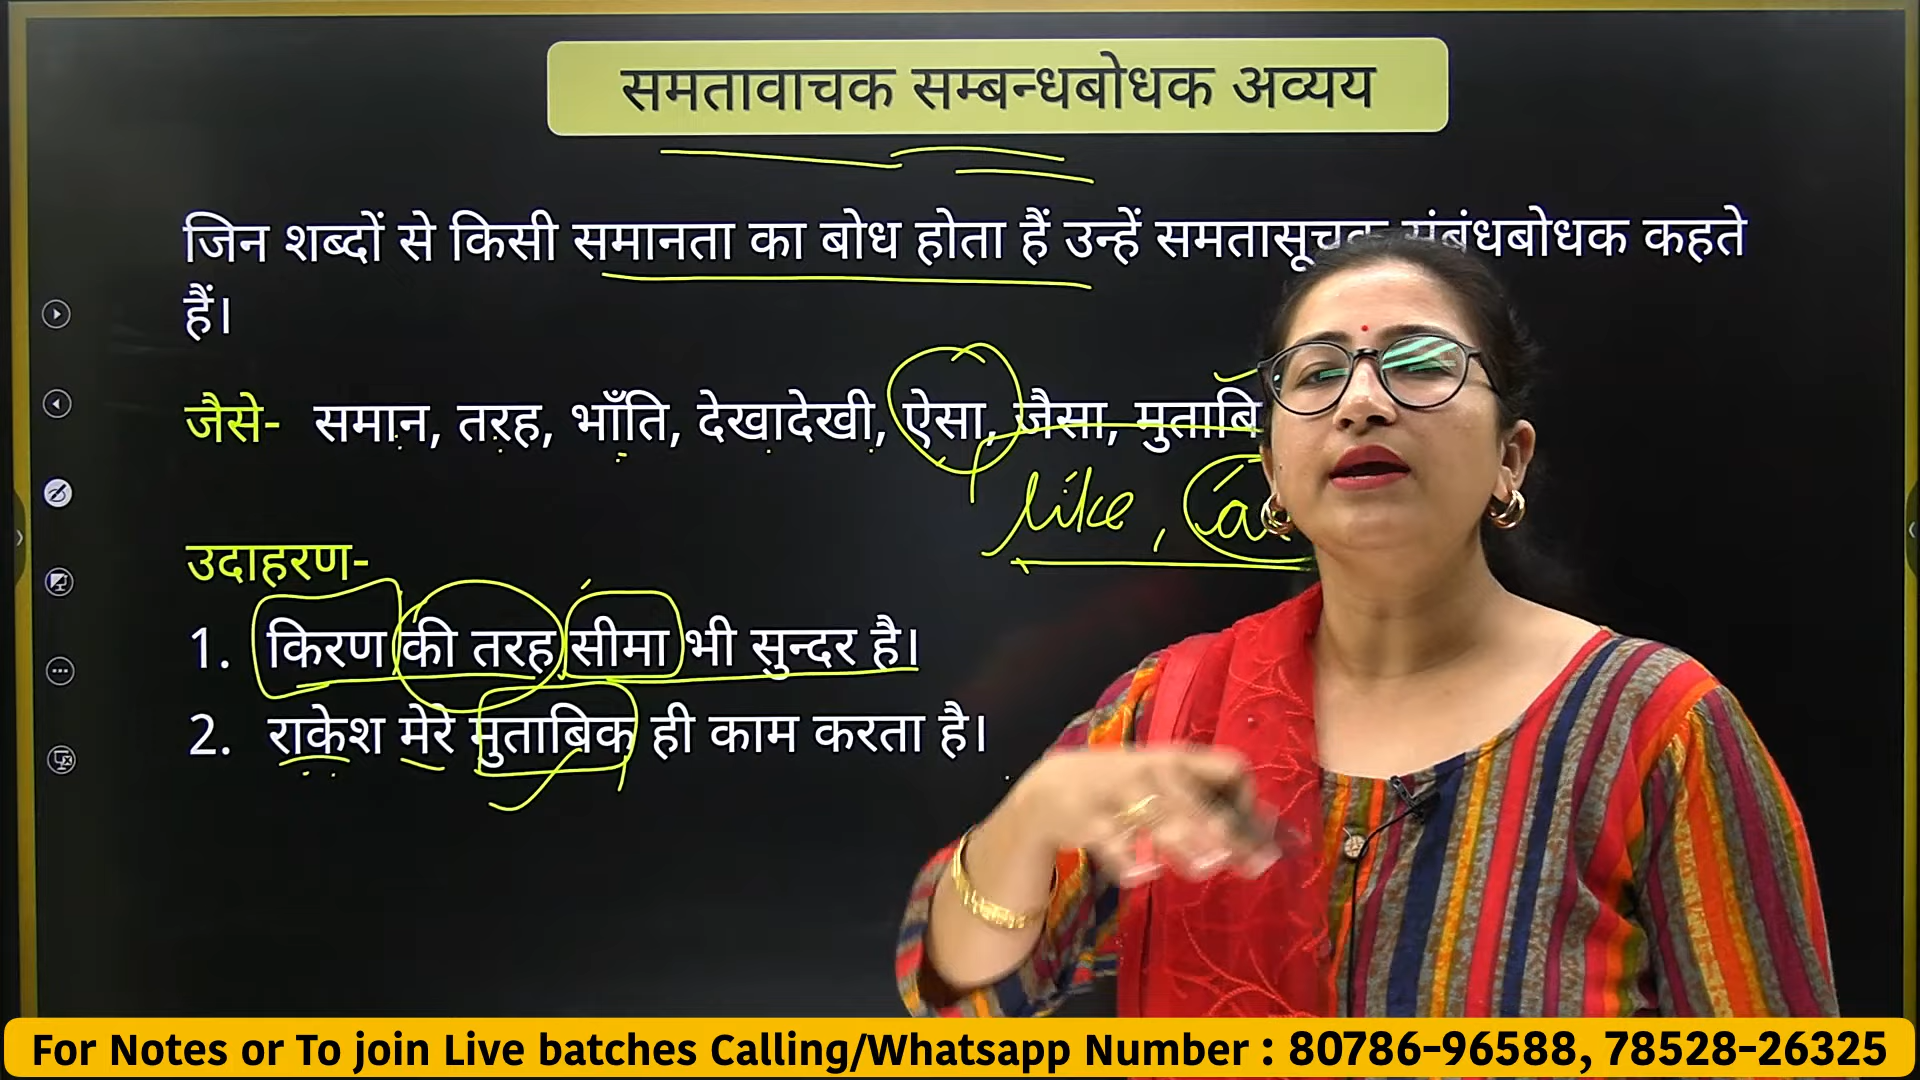 समतावाचक सम्बन्धबोधक अव्यय
जिन शब्दों से किसी समानता का बोध होता हैं उन्हें समतासूचक संबंधबोधक कहते
हैं।
जैसे- समान, तरह, भाँति, देखादेखी, ऐसा, जैसा,
like,
उदाहरण-
1. किरण की तरह सीमा भी सुन्दर है।
2. राकेश मेरे मुताबिक ही काम करता है।
For Notes or To join Live batches Calling/Whatsapp Number : 80786-96588, 78528-26325